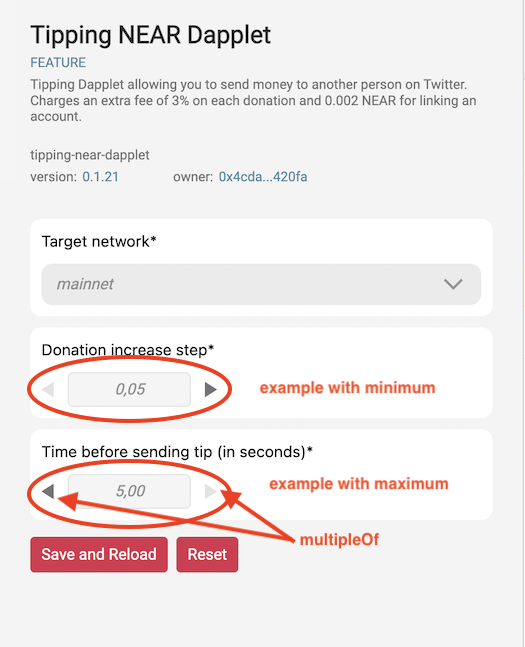 Tipping NEAR Dapplet
FEATURE
Tipping Dapplet allowing you to send money to another person on Twitter.
Charges an extra fee of 3% on each donation and 0.002 NEAR for linking an
account.
tipping-near-dapplet
version: 0.1.21 owner: 0x4cda...420fa
Target network*
mainnet
Donation increase step*
0,05
example with minimum
Time before sending tip (in seconds)*
5,00
example with maximum
multipleOf
Save and Reload Reset